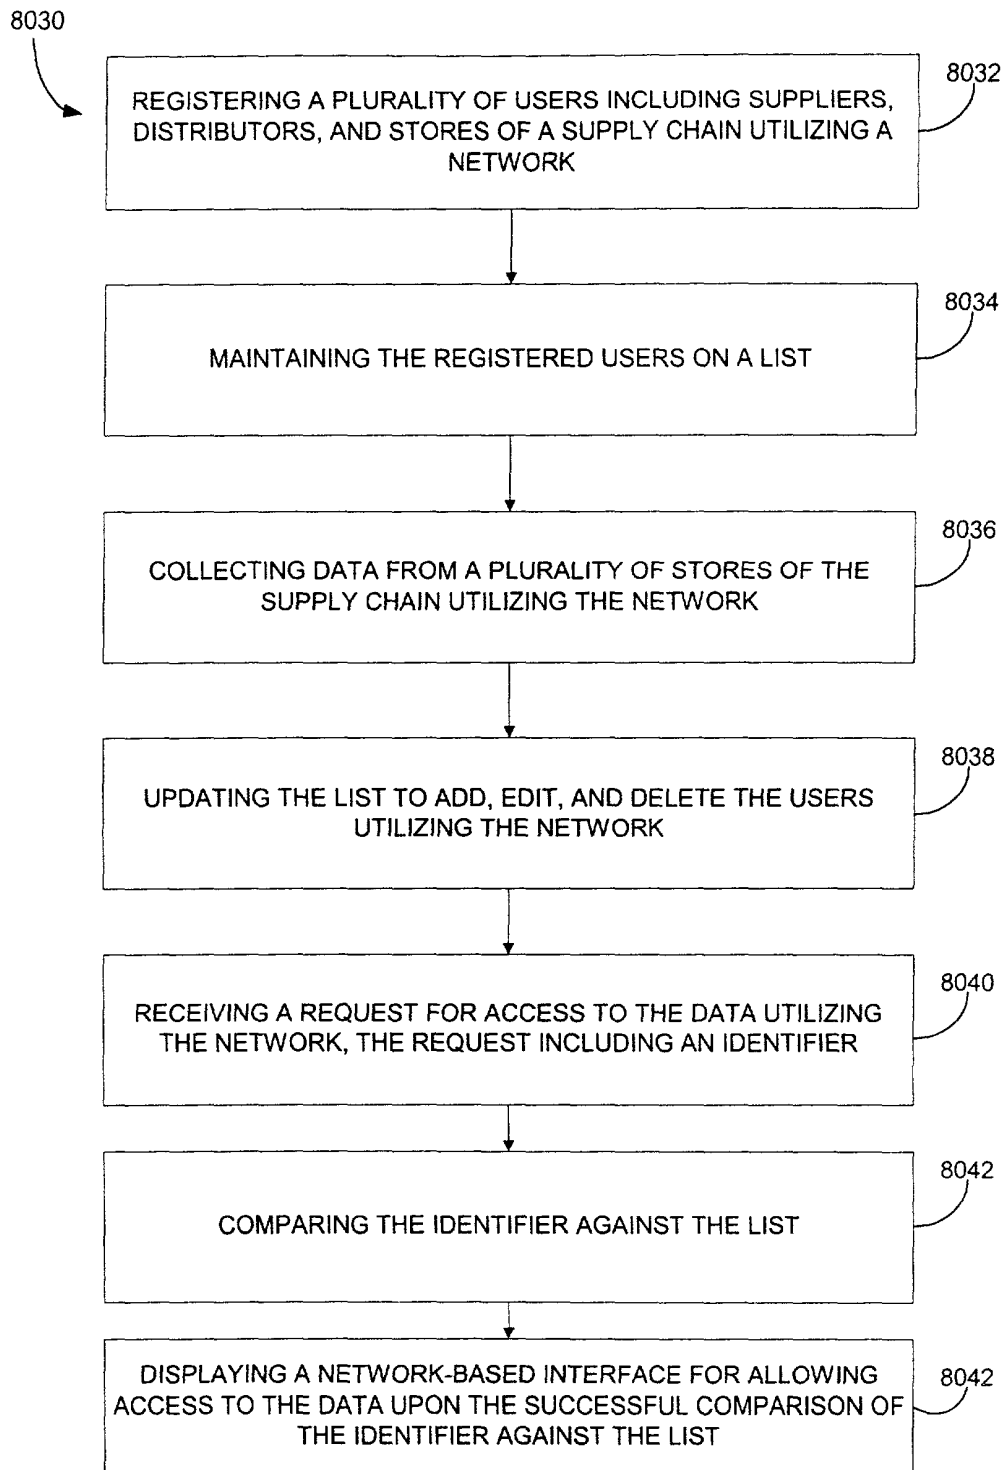 8030
8032
REGISTERING A PLURALITY OF USERS INCLUDING SUPPLIERS,
DISTRIBUTORS, AND STORES OF A SUPPLY CHAIN UTILIZING A
NETWORK
8034
MAINTAINING THE REGISTERED USERS ON A LIST
8036
COLLECTING DATA FROM A PLURALITY OF STORES OF THE
SUPPLY CHAIN UTILIZING THE NETWORK
8038
UPDATING THE LIST TO ADD, EDIT, AND DELETE THE USERS
UTILIZING THE NETWORK
8040
RECEIVING A REQUEST FOR ACCESS TO THE DATA UTILIZING
THE NETWORK, THE REQUEST INCLUDING AN IDENTIFIER
8042
COMPARING THE IDENTIFIER AGAINST THE LIST
8042
DISPLAYING A NETWORK-BASED INTERFACE FOR ALLOWING
ACCESS TO THE DATA UPON THE SUCCESSFUL COMPARISON OF
THE IDENTIFIER AGAINST THE LIST